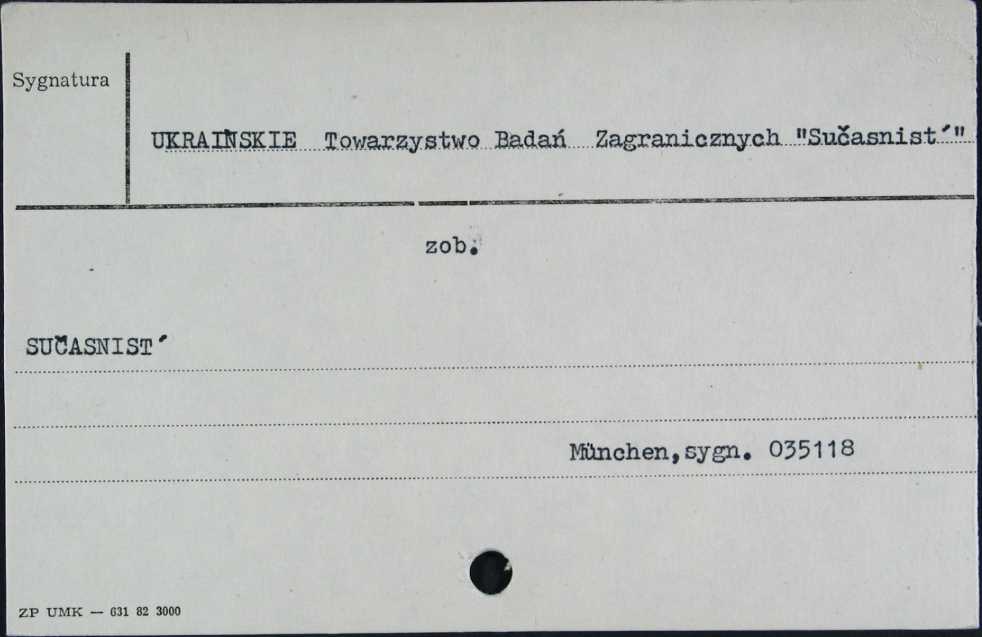 Sygnatura
UKRAIŃSKIE Towarzystwo Badań Zagranicznych "Sučasnist´"
zob.
SUČASNIST´
München,sygn. 035118
ZP UMK — 631 82 3000